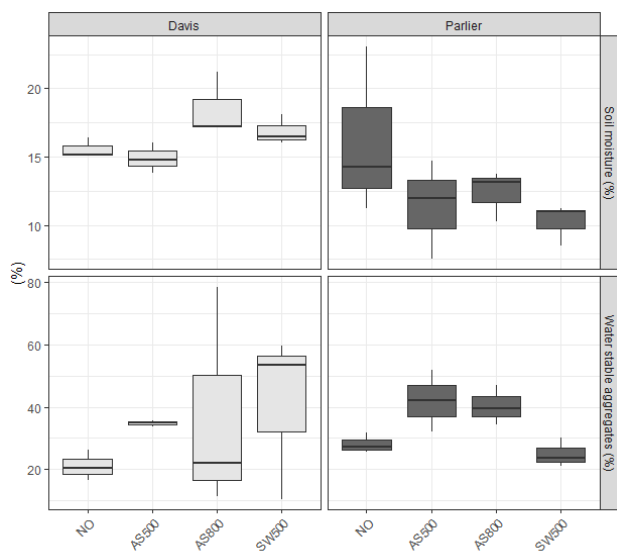 Davis
Parlier
20
15
10
Soil moisture (%)
(%)
80
60
40
20
Water stable aggregates (%)
NO
AS500
AS800
SW500
NO
AS500
AS800
SW500